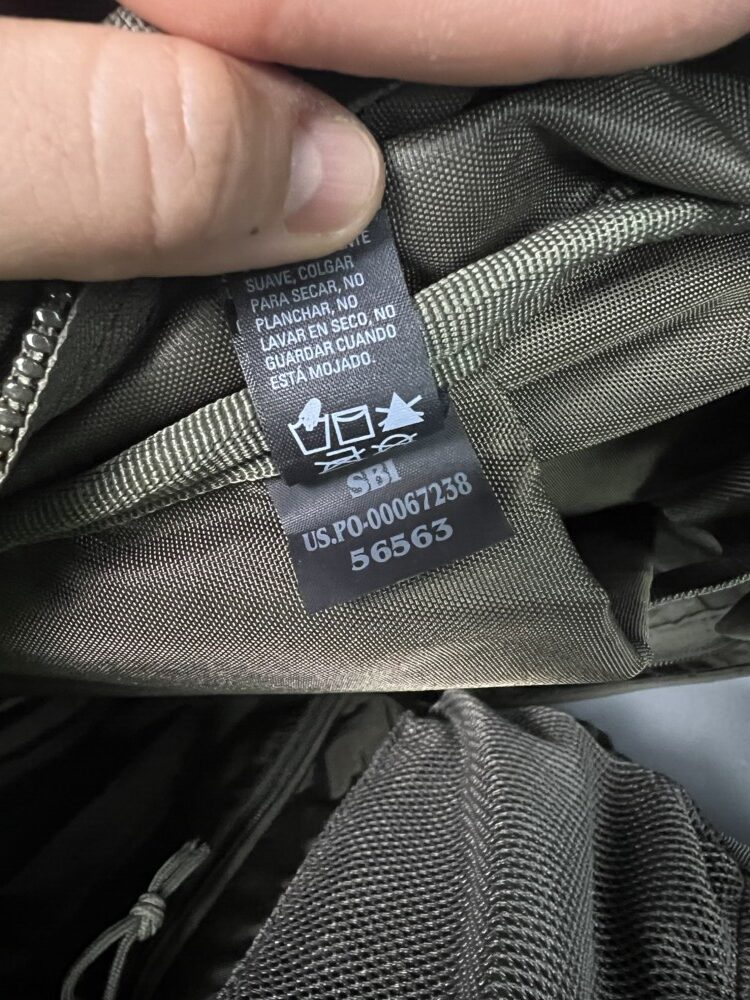 SUAVE, COLGAR
PARA SECAR, NO
PLANCHAR, NO
LAVAR EN SECO, NO
GUARDAR CUANDO
ESTÁ MOJADO.
SBI
US.PO-00067238
56563